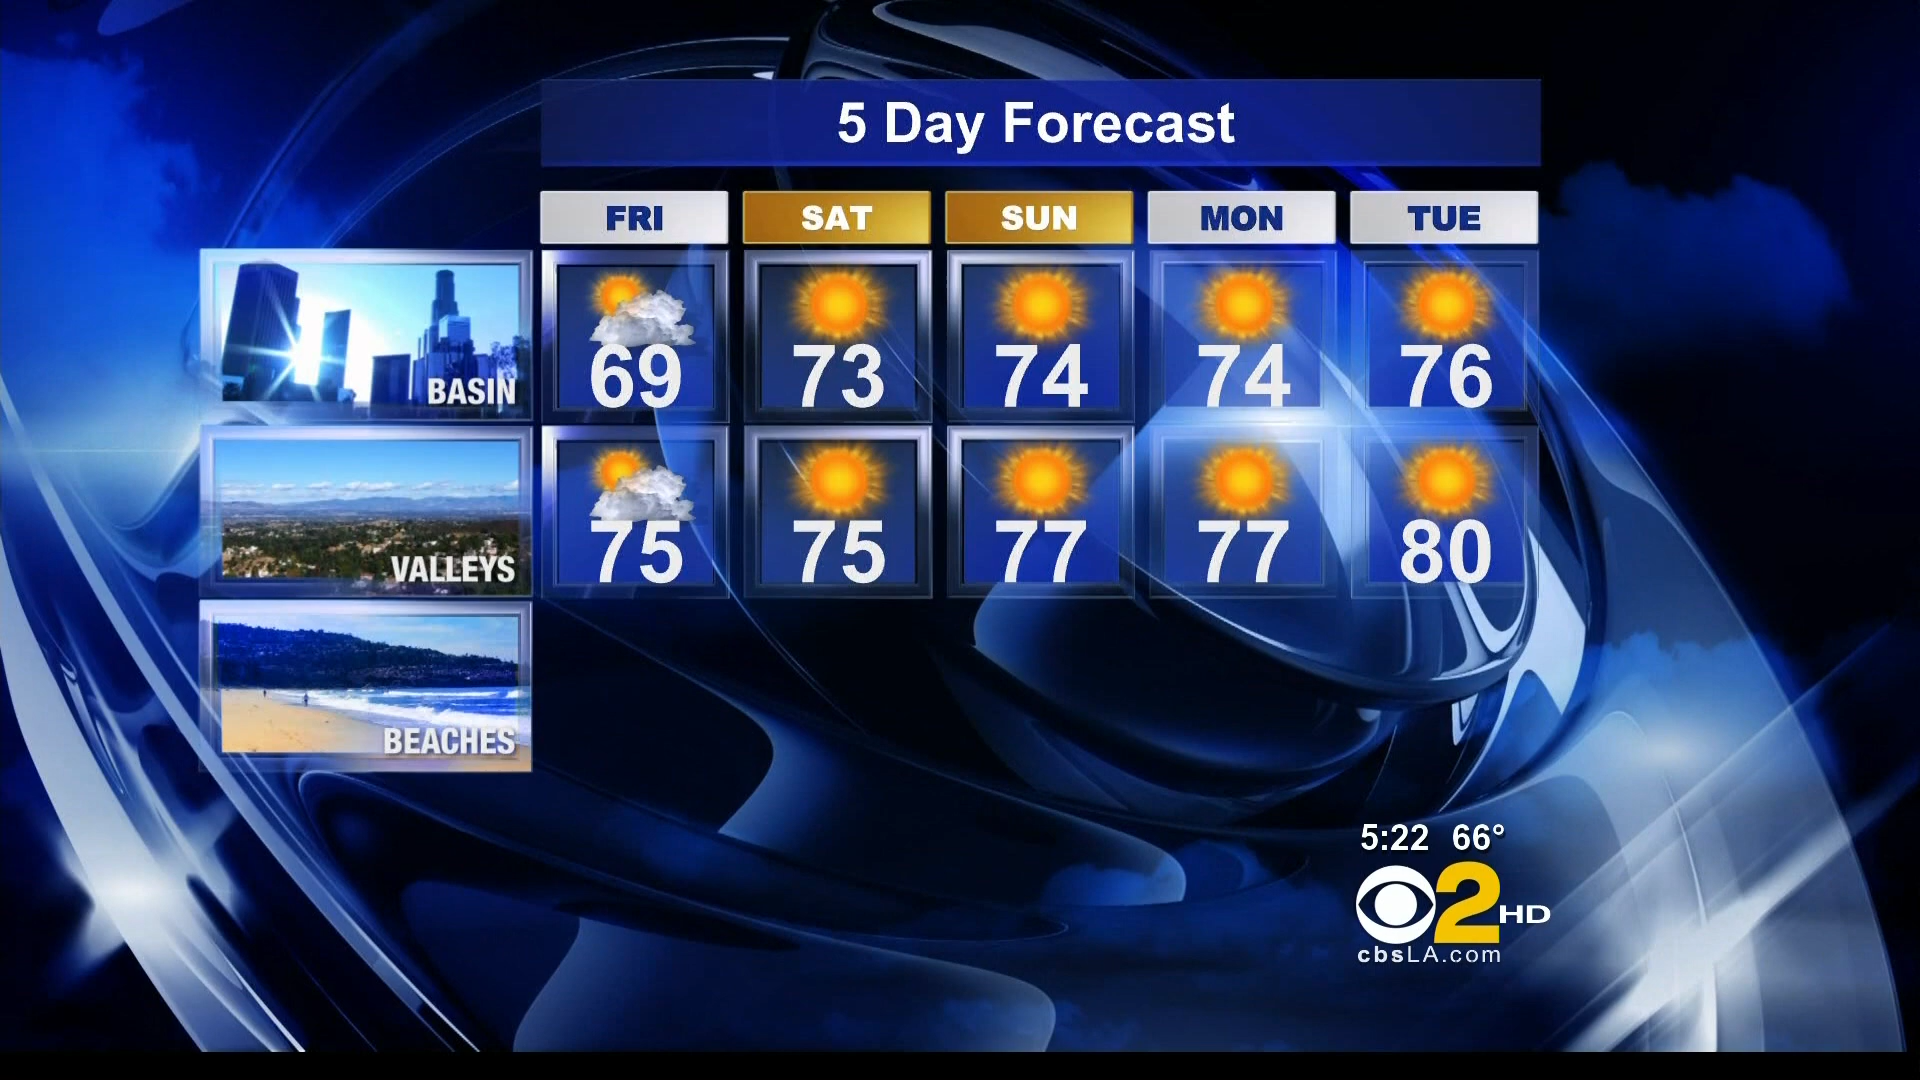 5 Day Forecast
FRI SAT SUN MON TUE
BASIN 69 73 74 74 76
VALLEYS 75 75 77 77 80
BEACHES
5:22 66°
2 HD
cbsLA.com